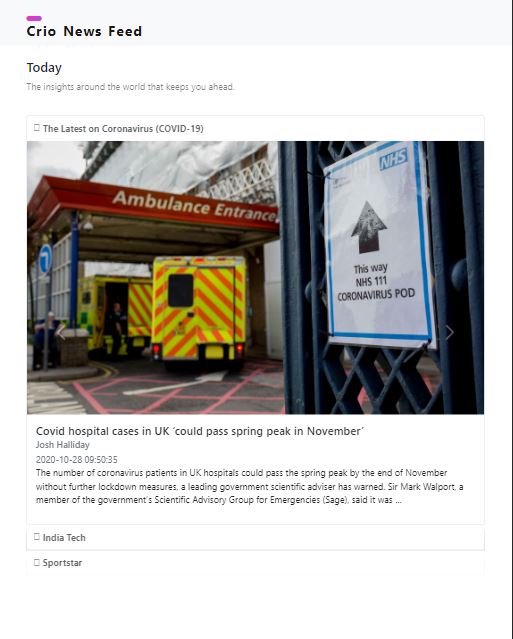 Crio News Feed
Today
The insights around the world that keeps you ahead.
The Latest on Coronavirus (COVID-19)
Ambulance Entrance
NHS
This way
NHS 111
CORONAVIRUS POD
Covid hospital cases in UK ‘could pass spring peak in November’
Josh Halliday
2020-10-28 09:50:35
The number of coronavirus patients in UK hospitals could pass the spring peak by the end of November
without further lockdown measures, a leading government scientific adviser has warned. Sir Mark Walport, a
member of the government’s Scientific Advisory Group for Emergencies (Sage), said it was ...
India Tech
Sportstar